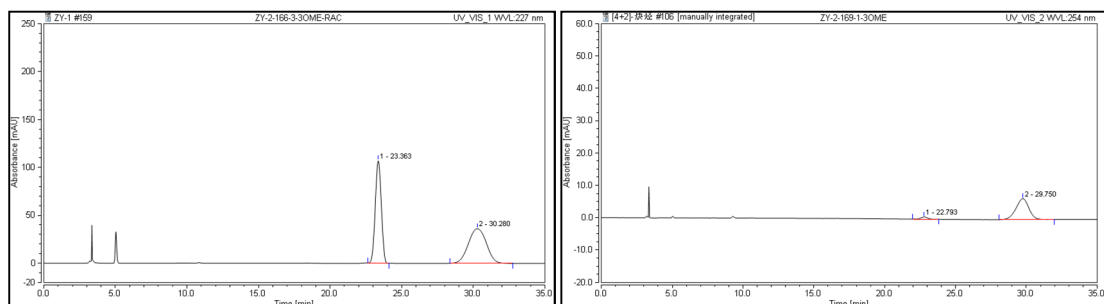 ZY-1 #159 ZY-2-166-3-3OME-RAC UV_VIS_1 WVL:227 nm
Absorbance [mAU]
250
200
150
100
50
0
-20
1 - 23.363
2 - 30.280
0.0 5.0 10.0 15.0 20.0 25.0 30.0 35.0
Time [min]
[4+2]-炔烃 #106 [manually integrated] ZY-2-169-1-3OME UV_VIS_2 WVL:254 nm
Absorbance [mAU]
60.0
50.0
40.0
30.0
20.0
10.0
0.0
-10.0
-20.0
1 - 22.793
2 - 29.750
0.0 5.0 10.0 15.0 20.0 25.0 30.0 35.0
Time [min]